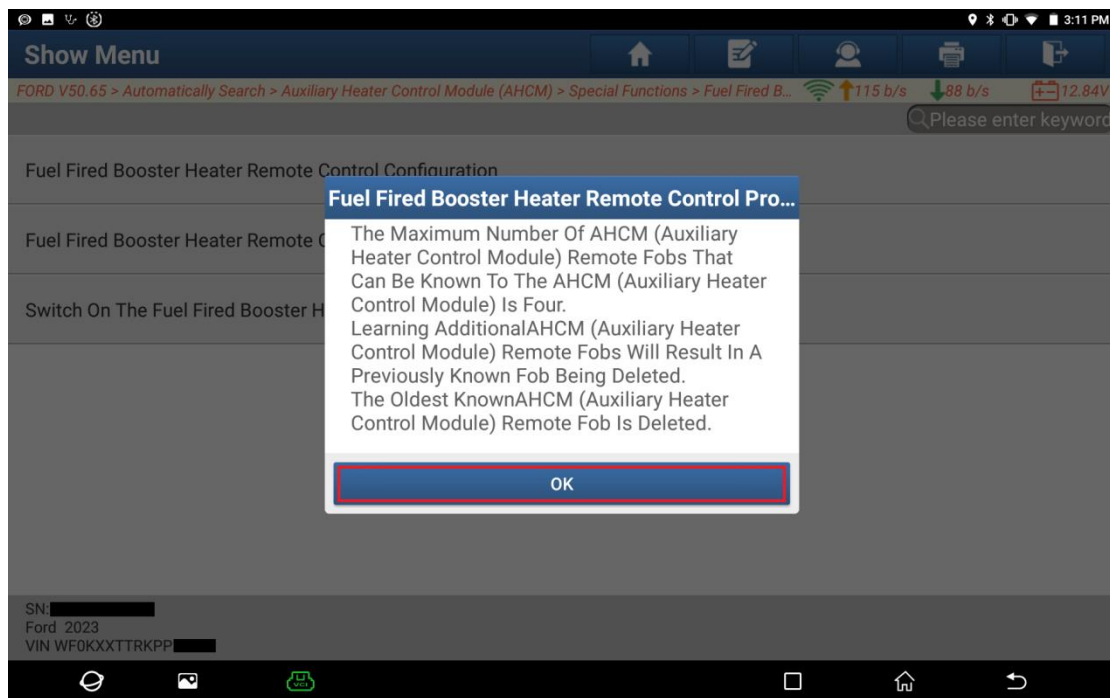 3:11 PM
Show Menu
FORD V50.65 > Automatically Search > Auxiliary Heater Control Module (AHCM) > Special Functions > Fuel Fired B... 115 b/s 88 b/s 12.84V
Please enter keyword
Fuel Fired Booster Heater Remote Control Configuration
Fuel Fired Booster Heater Remote Control Pro...
The Maximum Number Of AHCM (Auxiliary
Heater Control Module) Remote Fobs That
Fuel Fired Booster Heater Remote
Can Be Known To The AHCM (Auxiliary Heater
Control Module) Is Four.
Switch On The Fuel Fired Booster
Learning AdditionalAHCM (Auxiliary Heater
Control Module) Remote Fobs Will Result In A
Previously Known Fob Being Deleted.
The Oldest KnownAHCM (Auxiliary Heater
Control Module) Remote Fob Is Deleted.
OK
SN:
Ford 2023
VIN WF0KXXTTRKPP
VCI